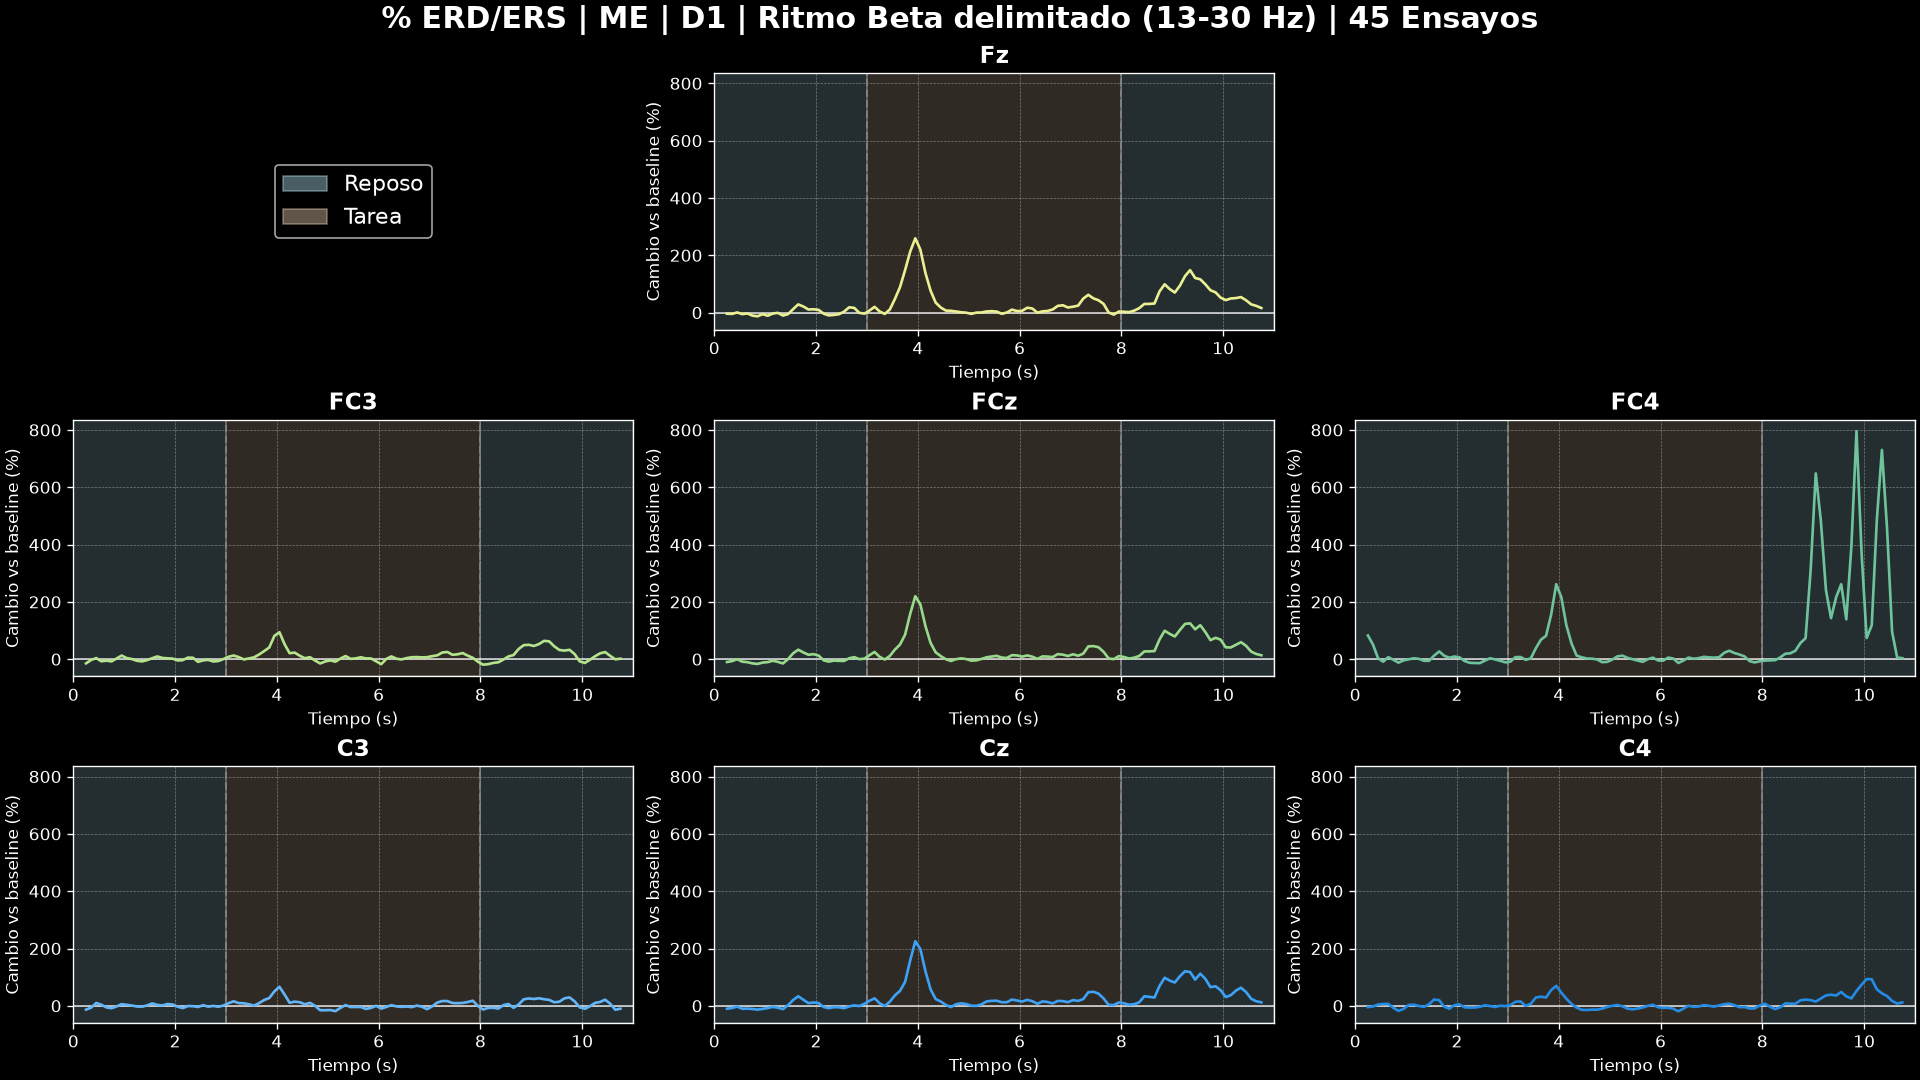 % ERD/ERS | ME | D1 | Ritmo Beta delimitado (13-30 Hz) | 45 Ensayos
Reposo
Tarea
Fz
Cambio vs baseline (%)
800
600
400
200
0
0 2 4 6 8 10
Tiempo (s)
FC3
Cambio vs baseline (%)
800
600
400
200
0
0 2 4 6 8 10
Tiempo (s)
FCz
Cambio vs baseline (%)
800
600
400
200
0
0 2 4 6 8 10
Tiempo (s)
FC4
Cambio vs baseline (%)
800
600
400
200
0
0 2 4 6 8 10
Tiempo (s)
C3
Cambio vs baseline (%)
800
600
400
200
0
0 2 4 6 8 10
Tiempo (s)
Cz
Cambio vs baseline (%)
800
600
400
200
0
0 2 4 6 8 10
Tiempo (s)
C4
Cambio vs baseline (%)
800
600
400
200
0
0 2 4 6 8 10
Tiempo (s)